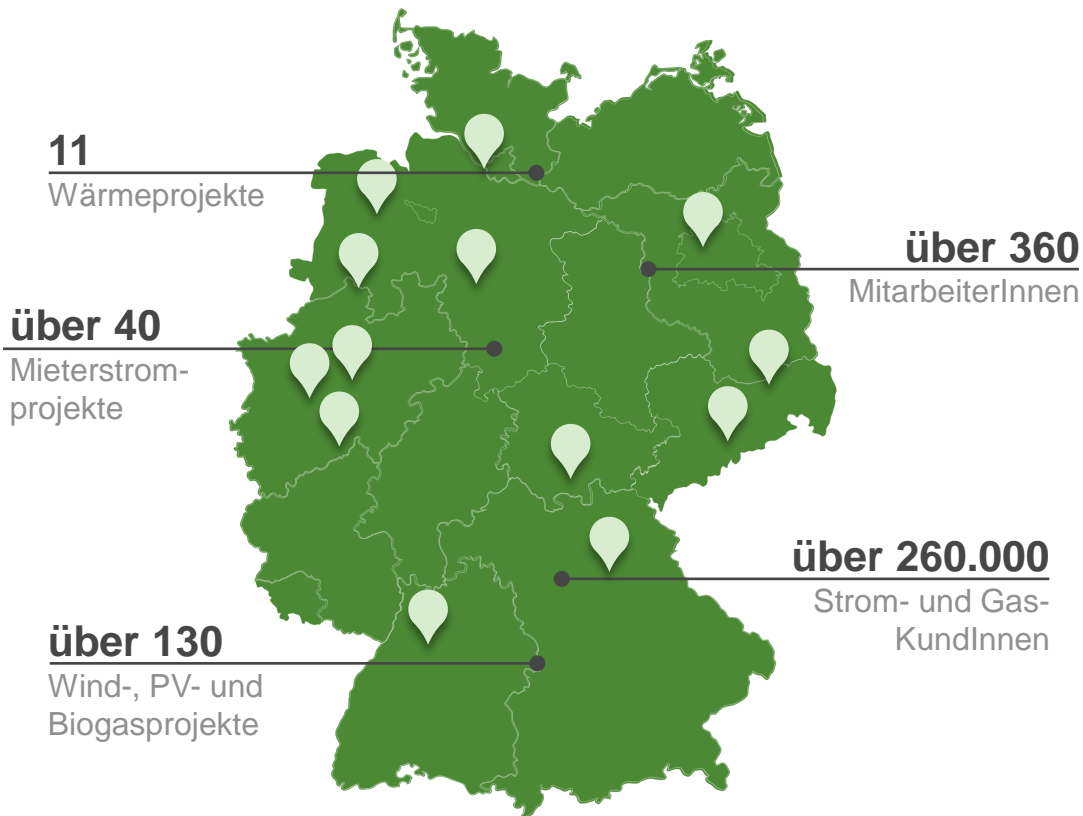 11
Wärmeprojekte
über 360
MitarbeiterInnen
über 40
Mieterstrom-
projekte
über 260.000
Strom- und Gas-
KundInnen
über 130
Wind-, PV- und
Biogasprojekte